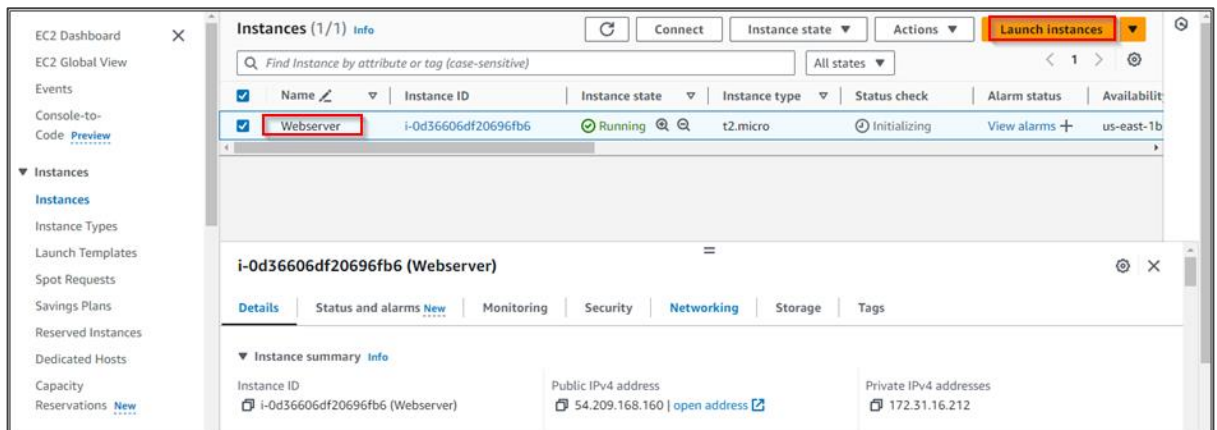 EC2 Dashboard
EC2 Global View
Events
Console-to-
Code Preview
Instances
Instances
Instance Types
Launch Templates
Spot Requests
Savings Plans
Reserved Instances
Dedicated Hosts
Capacity
Reservations New
Instances (1/1) Info
Connect Instance state Actions Launch instances
Find Instance by attribute or tag (case-sensitive) All states 1
Name Instance ID Instance state Instance type Status check Alarm status Availabilit
Webserver i-0d36606df20696fb6 Running t2.micro Initializing View alarms + us-east-1b
i-0d36606df20696fb6 (Webserver)
Details Status and alarms New Monitoring Security Networking Storage Tags
Instance summary Info
Instance ID Public IPv4 address Private IPv4 addresses
i-0d36606df20696fb6 (Webserver) 54.209.168.160 | open address 172.31.16.212